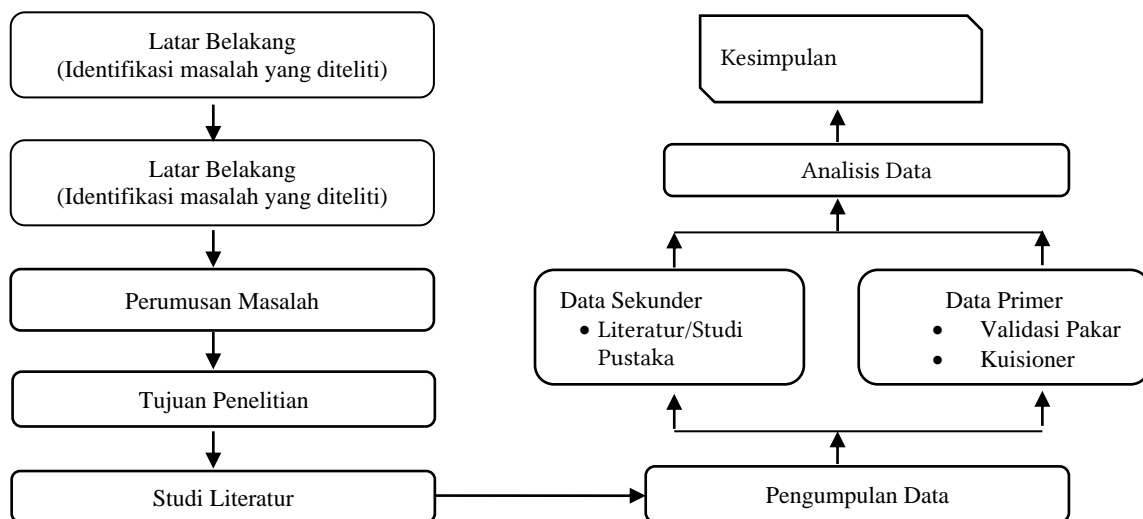 Latar Belakang
(Identifikasi masalah yang diteliti)
Latar Belakang
(Identifikasi masalah yang diteliti)
Perumusan Masalah
Tujuan Penelitian
Studi Literatur
Pengumpulan Data
Data Sekunder
• Literatur/Studi
Pustaka
Data Primer
• Validasi Pakar
• Kuisioner
Analisis Data
Kesimpulan